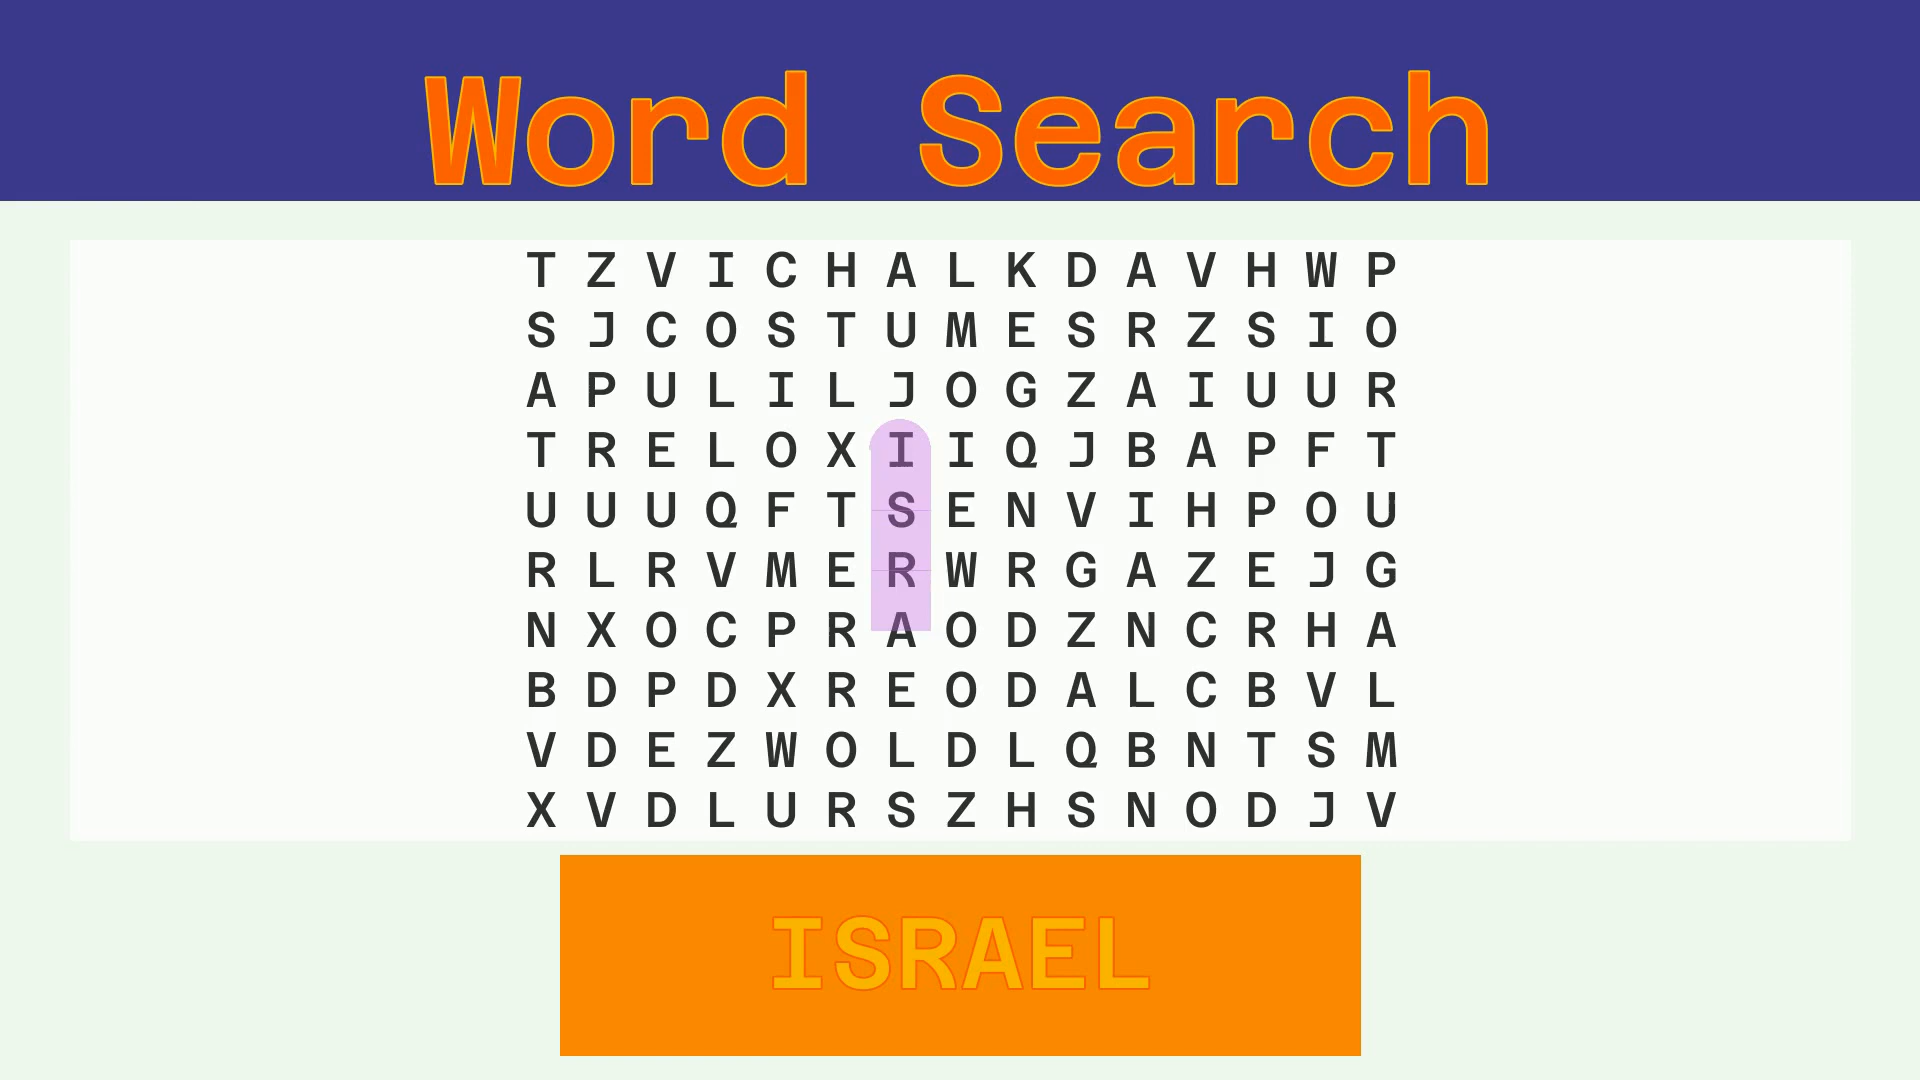 Word Search
T Z V I C H A L K D A V H W P
S J C O S T U M E S R Z S I O
A P U L I L J O G Z A I U U R
T R E L O X I I Q J B A P F T
U U U Q F T S E N V I H P O U
R L R V M E R W R G A Z E J G
N X O C P R A O D Z N C R H A
B D P D X R E O D A L C B V L
V D E Z W O L D L Q B N T S M
X V D L U R S Z H S N O D J V
ISRAEL